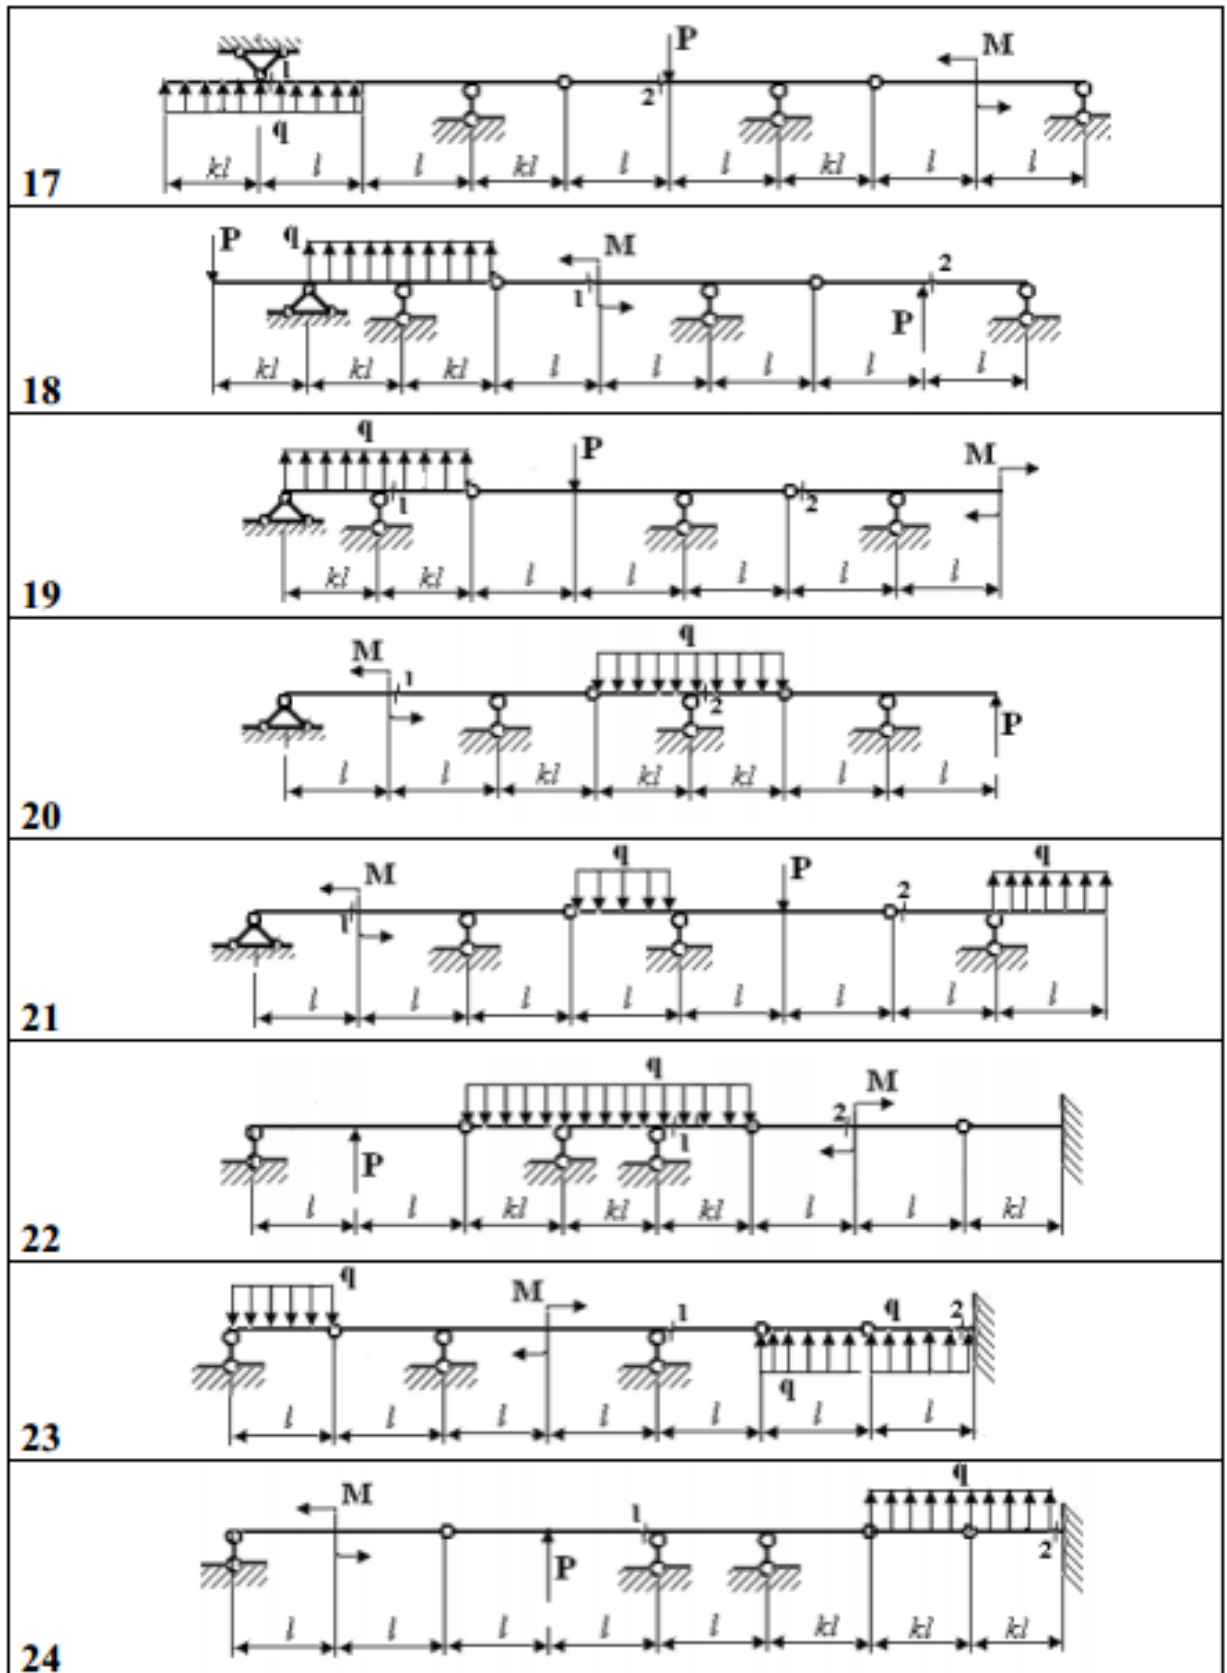 P
M
1
2
q
kl l l kl l l kl l l
17
P q M 2
1
P
kl kl kl l l l l l
18
q P M
1 2
kl kl l l l l l
19
M q
1
2
P
l l kl kl kl l l
20
M q P q
1 2
l l l l l l l l
21
q M
2
1
P
l l kl kl kl l l kl
22
q M 1 q 2
q
l l l l l l l
23
M q
1
P 2
l l l l l kl kl kl
24